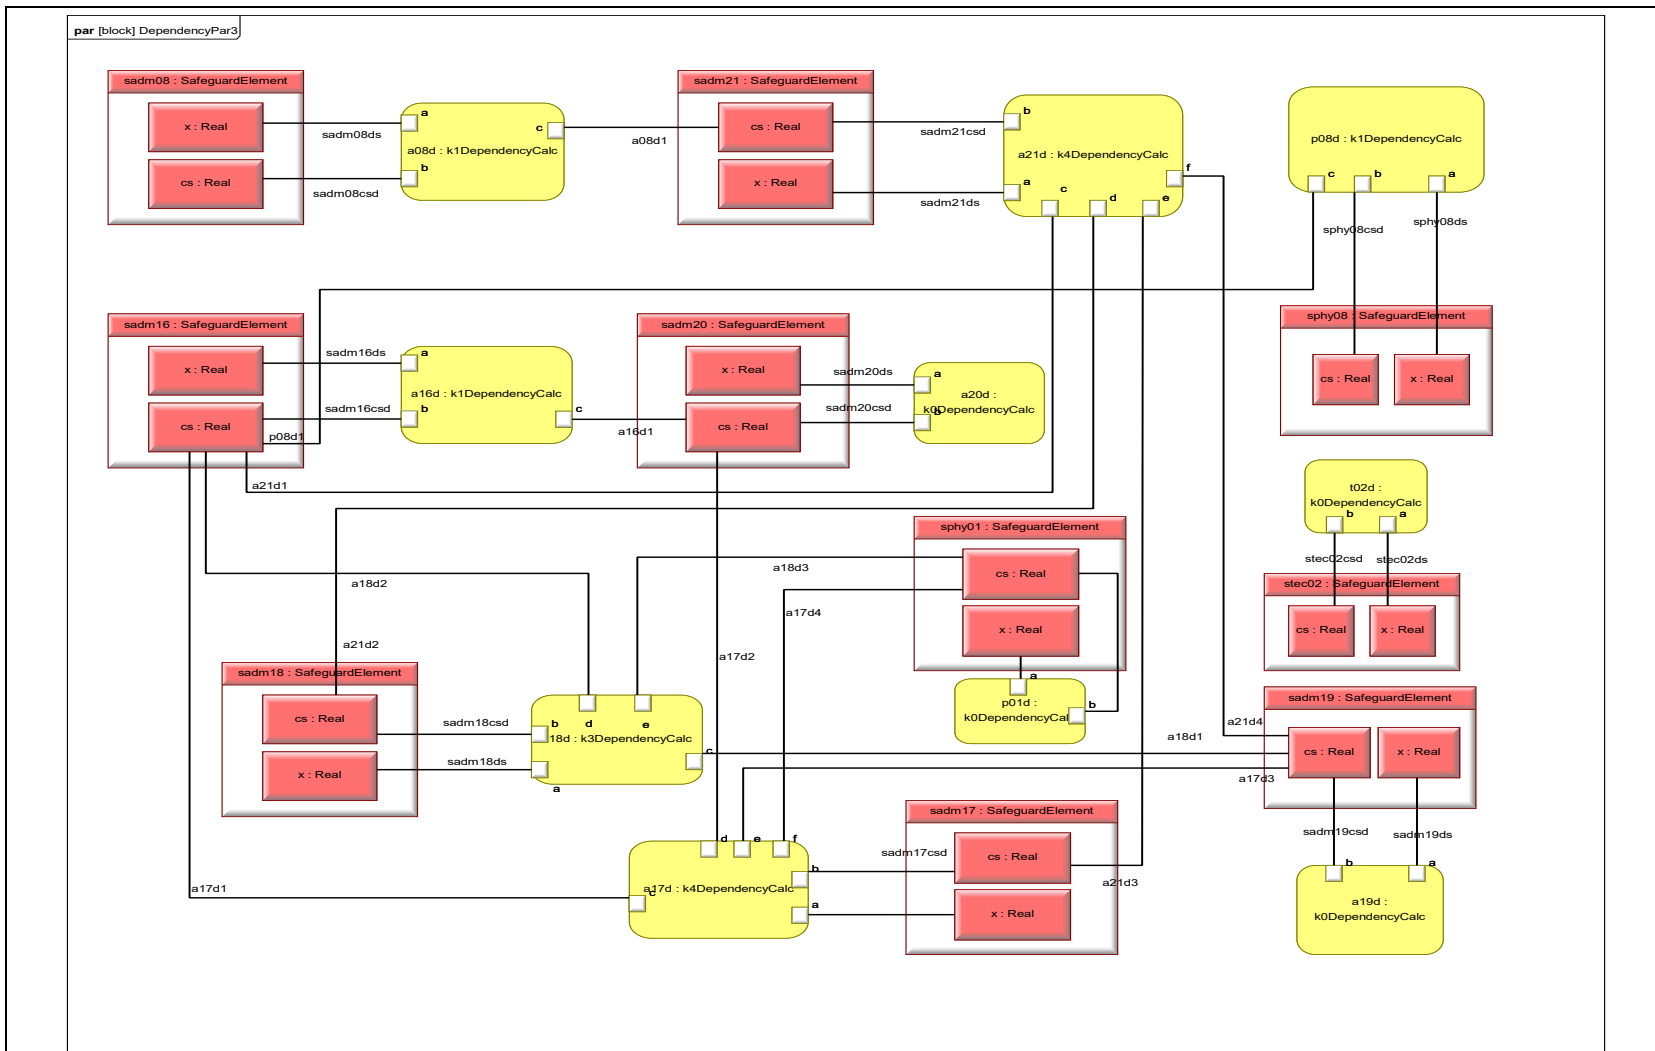 par [block] DependencyPar3
sadm08 : SafeguardElement
x : Real
cs : Real
sadm08ds
sadm08csd
a
b
c
a08d : k1DependencyCalc
a08d1
sadm21 : SafeguardElement
cs : Real
x : Real
sadm21csd
sadm21ds
b
a
c
d
e
f
a21d : k4DependencyCalc
p08d : k1DependencyCalc
c
b
a
sphy08csd
sphy08ds
sphy08 : SafeguardElement
cs : Real
x : Real
sadm16 : SafeguardElement
x : Real
cs : Real
sadm16ds
sadm16csd
p08d1
a
b
c
a16d : k1DependencyCalc
a16d1
sadm20 : SafeguardElement
x : Real
cs : Real
sadm20ds
sadm20csd
a
b
a20d :
k0DependencyCalc
a21d1
t02d :
k0DependencyCalc
b
a
stec02csd
stec02ds
stec02 : SafeguardElement
cs : Real
x : Real
sphy01 : SafeguardElement
cs : Real
x : Real
a18d3
a17d4
a18d2
a21d2
a17d2
a
b
p01d :
k0DependencyCal
sadm18 : SafeguardElement
cs : Real
x : Real
sadm18csd
sadm18ds
b
d
e
c
a
18d : k3DependencyCalc
sadm19 : SafeguardElement
cs : Real
x : Real
a21d4
a18d1
a17d3
sadm19csd
sadm19ds
b
a
a19d :
k0DependencyCalc
sadm17 : SafeguardElement
cs : Real
x : Real
sadm17csd
a21d3
d
e
f
b
a
c
a17d : k4DependencyCalc
a17d1